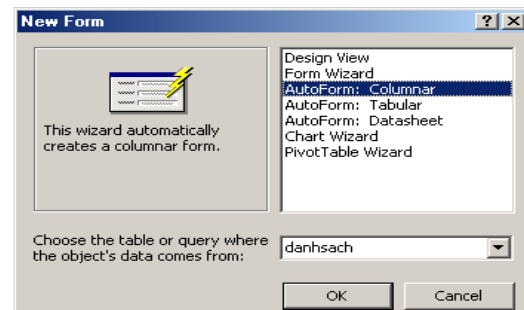 New Form
Design View
Form Wizard
AutoForm: Columnar
AutoForm: Tabular
AutoForm: Datasheet
Chart Wizard
PivotTable Wizard
This wizard automatically
creates a columnar form.
Choose the table or query where
the object's data comes from:
danhsach
OK
Cancel